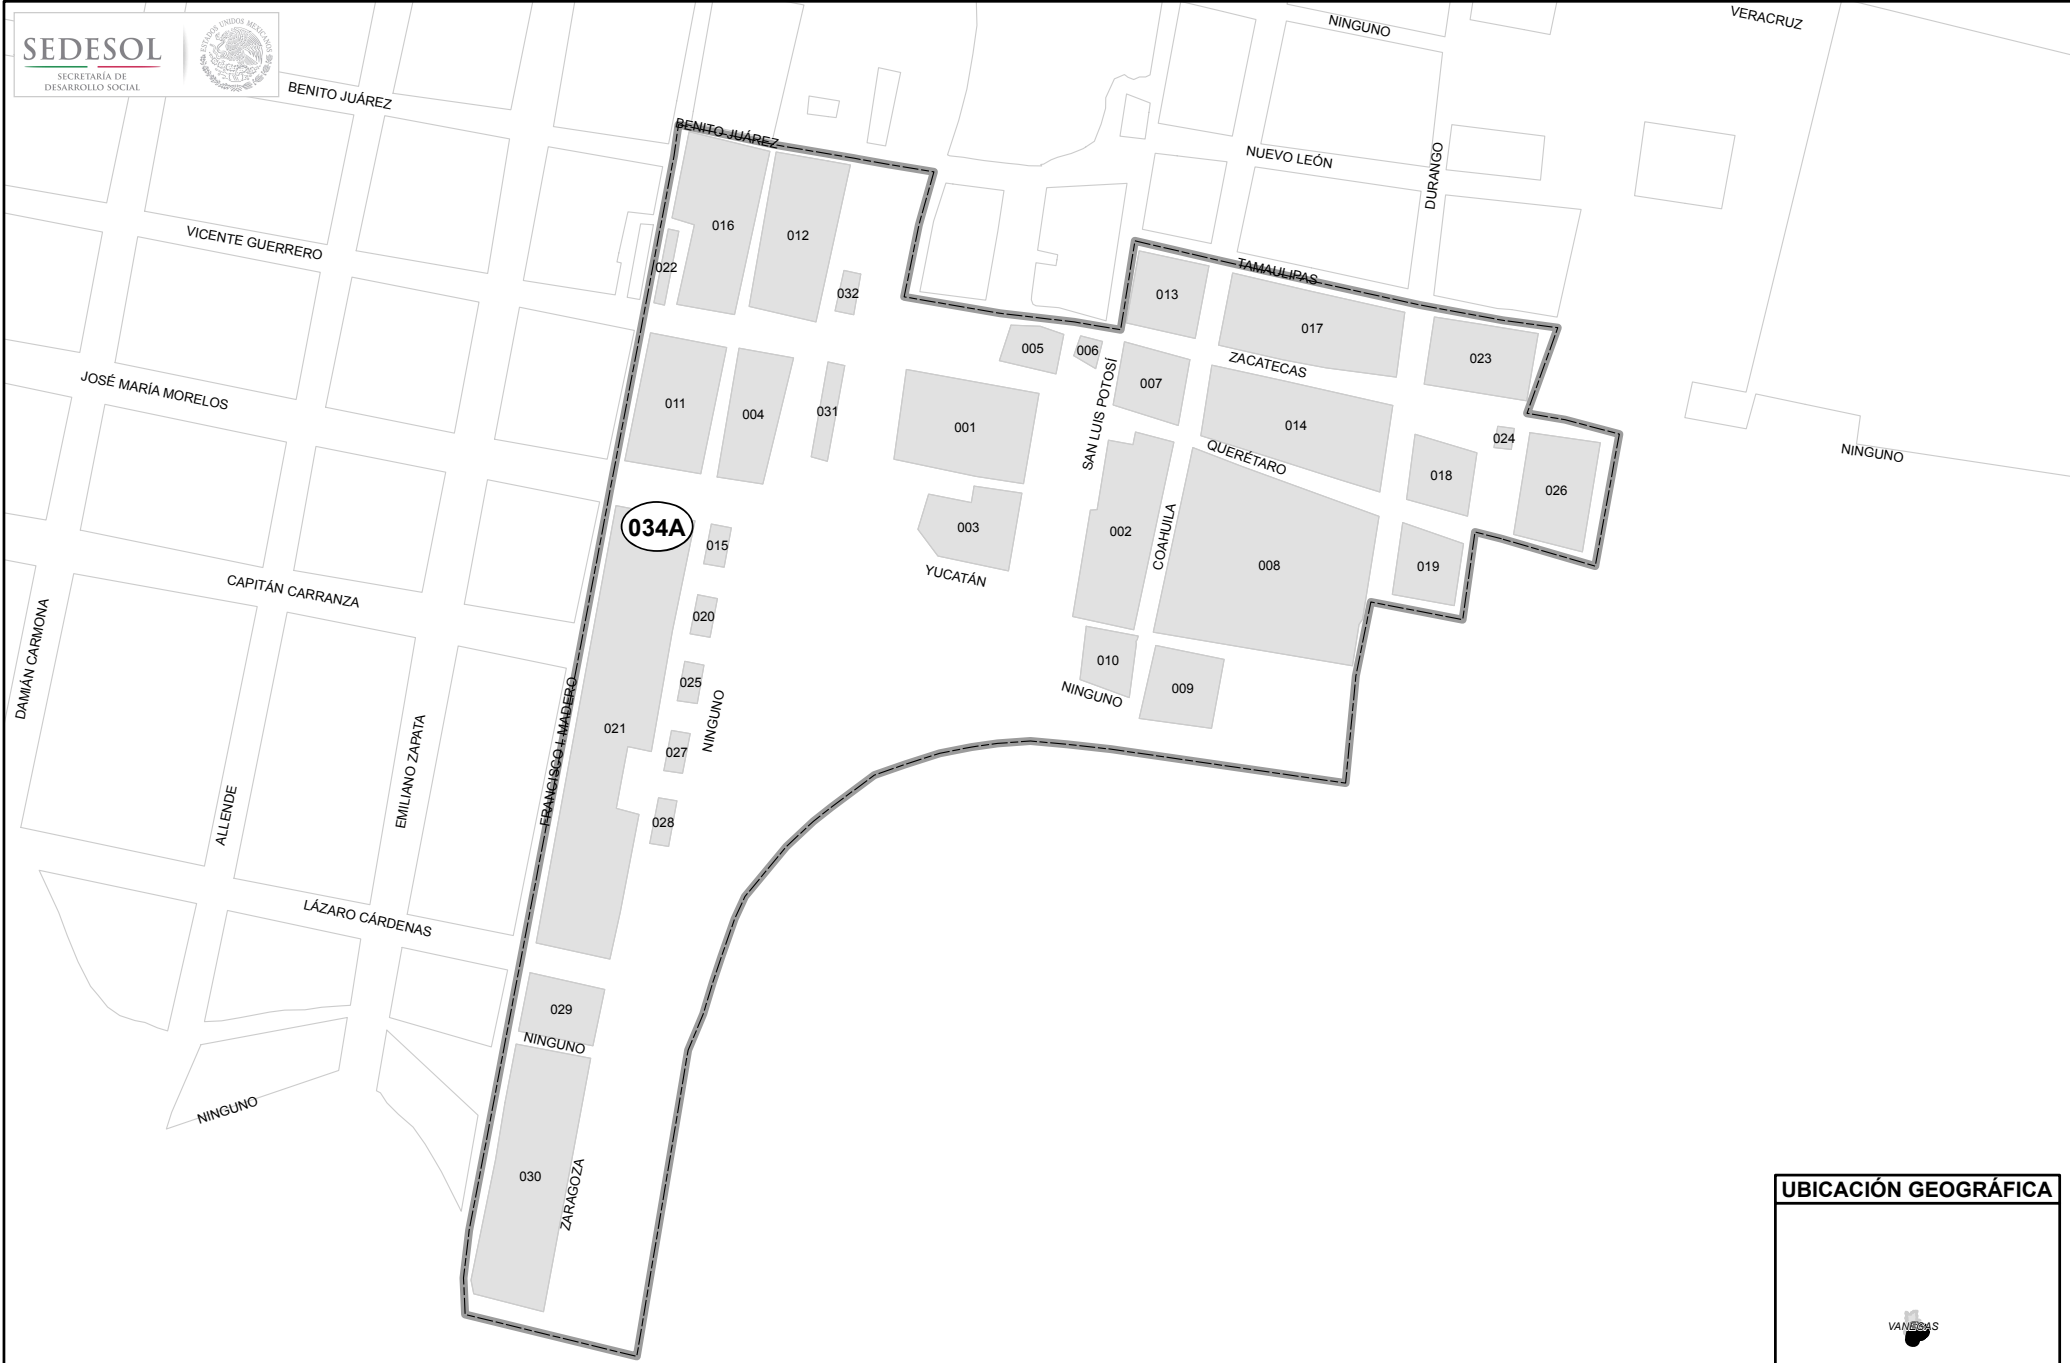 SEDESOL
SECRETARÍA DE
DESARROLLO SOCIAL
ESTADOS UNIDOS MEXICANOS
VERACRUZ
NINGUNO
BENITO JUÁREZ
BENITO JUÁREZ
NUEVO LEÓN
DURANGO
VICENTE GUERRERO
016
012
022
032
TAMAULIPAS
013
017
005
006
023
ZACATECAS
SAN LUIS POTOSÍ
007
JOSÉ MARÍA MORELOS
011
004
031
001
014
024
QUERÉTARO
NINGUNO
018
026
034A
003
002
COAHUILA
015
008
019
YUCATÁN
CAPITÁN CARRANZA
DAMIÁN CARMONA
020
010
009
025
NINGUNO
NINGUNO
FRANCISCO I. MADERO
021
027
EMILIANO ZAPATA
ALLENDE
028
LÁZARO CÁRDENAS
029
NINGUNO
NINGUNO
030
ZARAGOZA
UBICACIÓN GEOGRÁFICA
VANEGAS